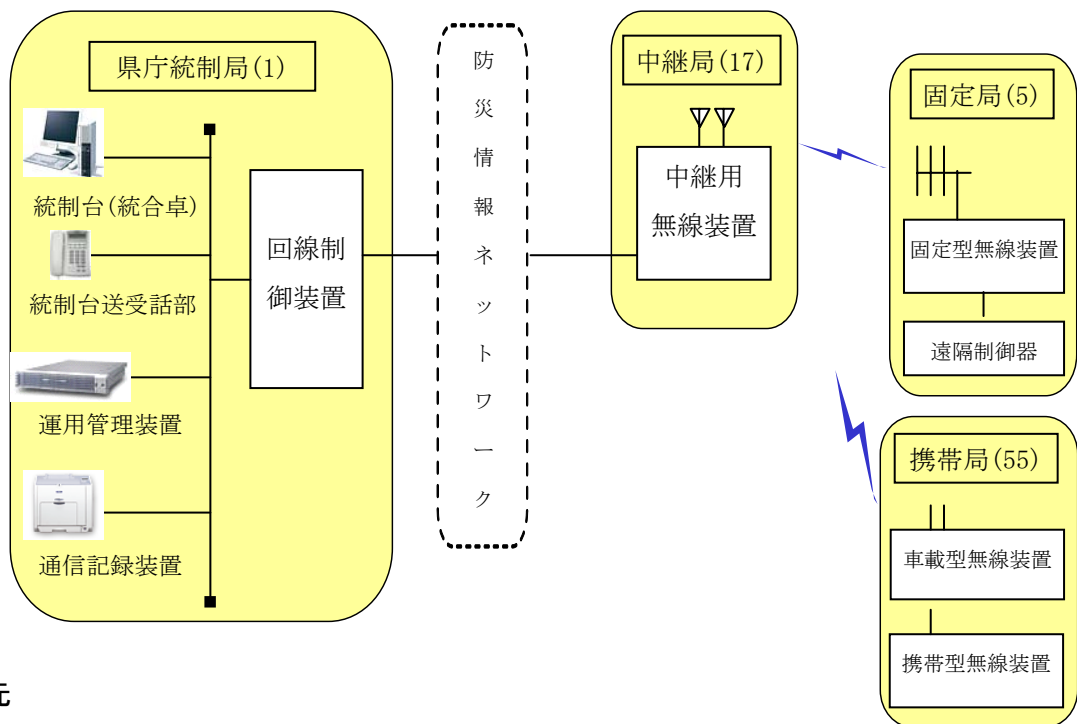 県庁統制局(1)
統制台(統合卓)
統制台送受話部
運用管理装置
通信記録装置
回線制
御装置
防災情報ネットワーク
中継局(17)
中継用
無線装置
固定局(5)
固定型無線装置
遠隔制御器
携帯局(55)
車載型無線装置
携帯型無線装置
元